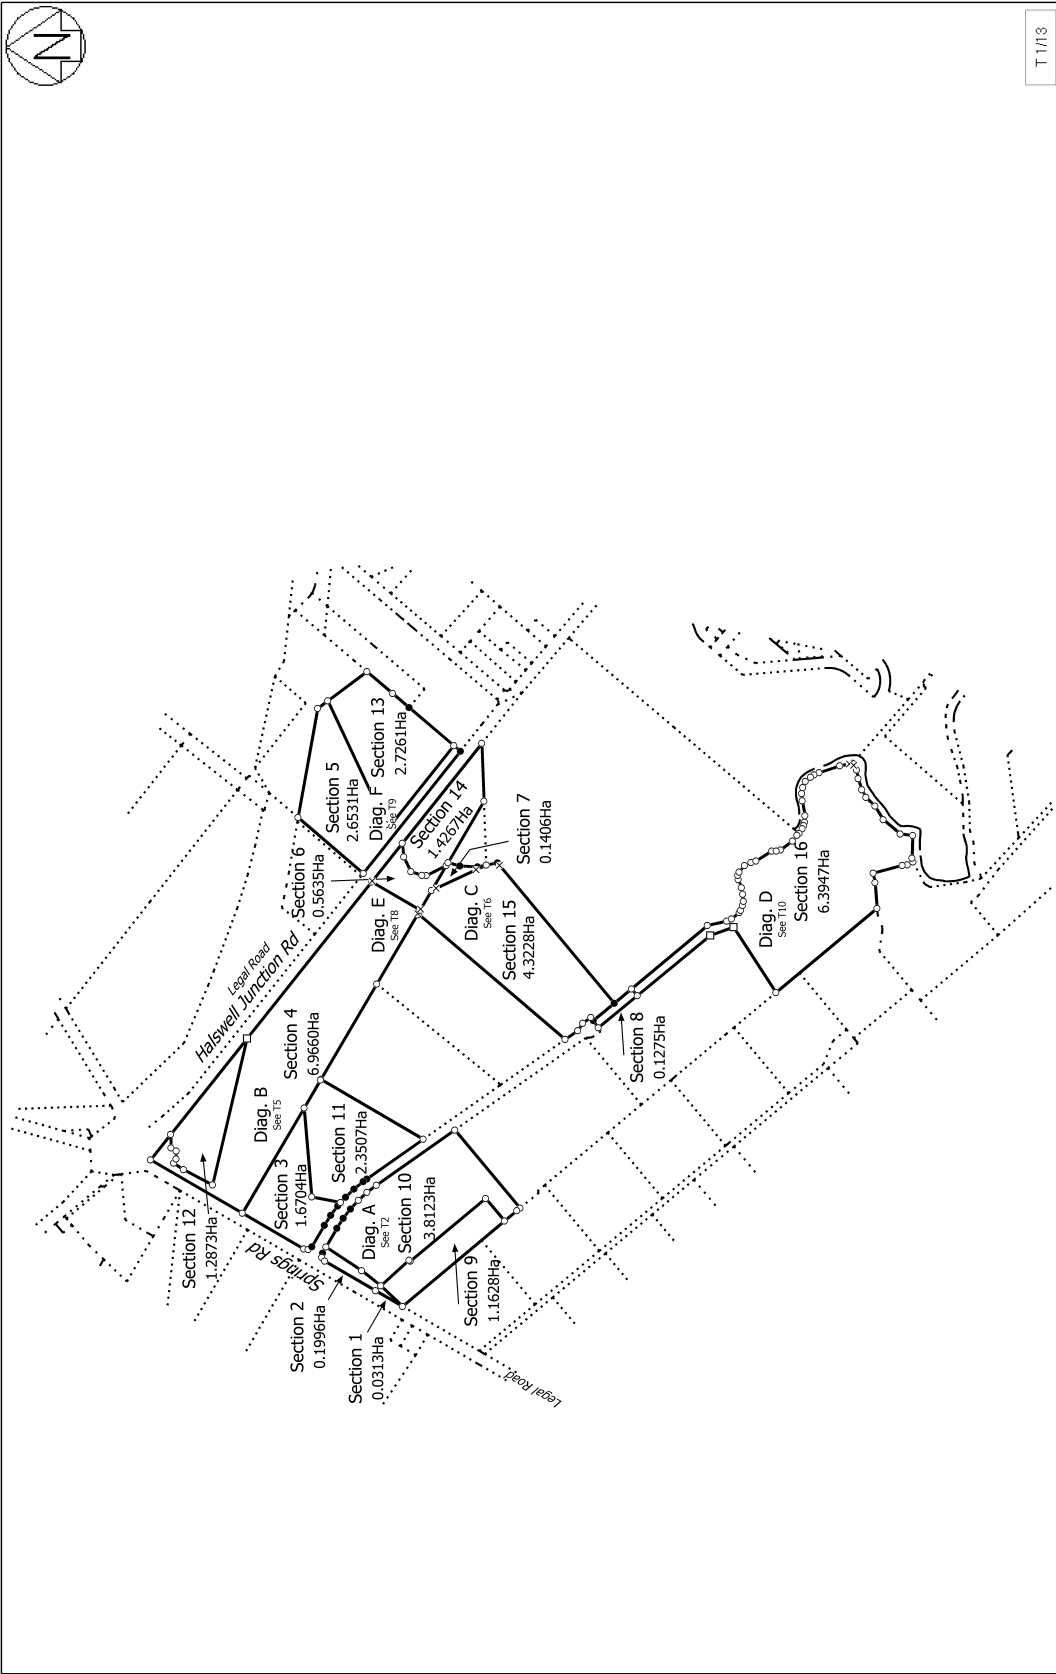 N
T 1/13
Legal Road
Halswell Junction Rd
Section 5
2.6531Ha
Section 13
2.7261Ha
Diag. F
See T9
Section 6
0.5635Ha
Section 14
1.4267Ha
Section 7
0.1406Ha
Diag. E
See T8
Diag. C
See T6
Section 15
4.3228Ha
Section 4
6.9660Ha
Diag. B
See T5
Section 12
1.2873Ha
Section 3
1.6704Ha
Section 11
2.3507Ha
Springs Rd
Diag. A
See T2
Section 10
3.8123Ha
Section 2
0.1996Ha
Section 1
0.0313Ha
Section 9
1.1628Ha
Legal Road
Section 8
0.1275Ha
Diag. D
See T10
Section 16
6.3947Ha